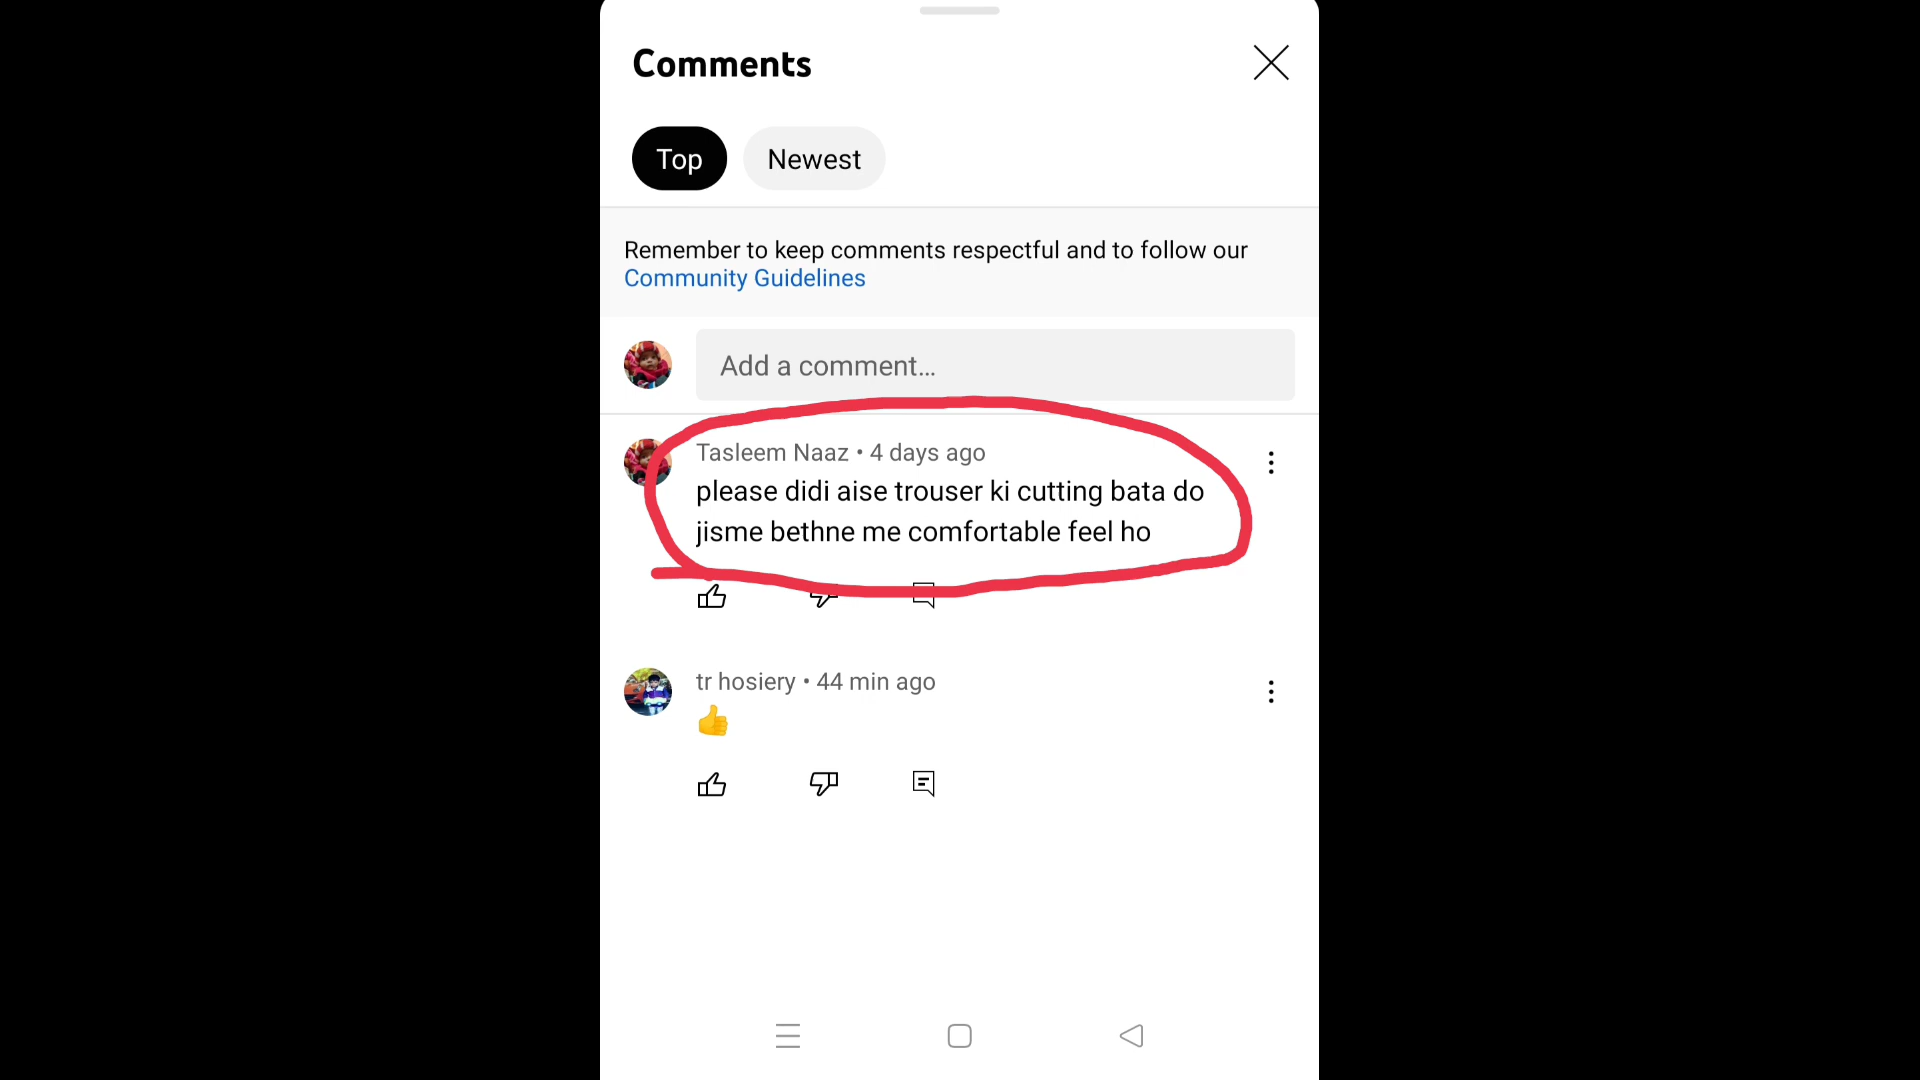 Comments
Top
Newest
Remember to keep comments respectful and to follow our
Community Guidelines
Add a comment...
Tasleem Naaz • 4 days ago
please didi aise trouser ki cutting bata do
jisme bethne me comfortable feel ho
tr hosiery • 44 min ago
👍